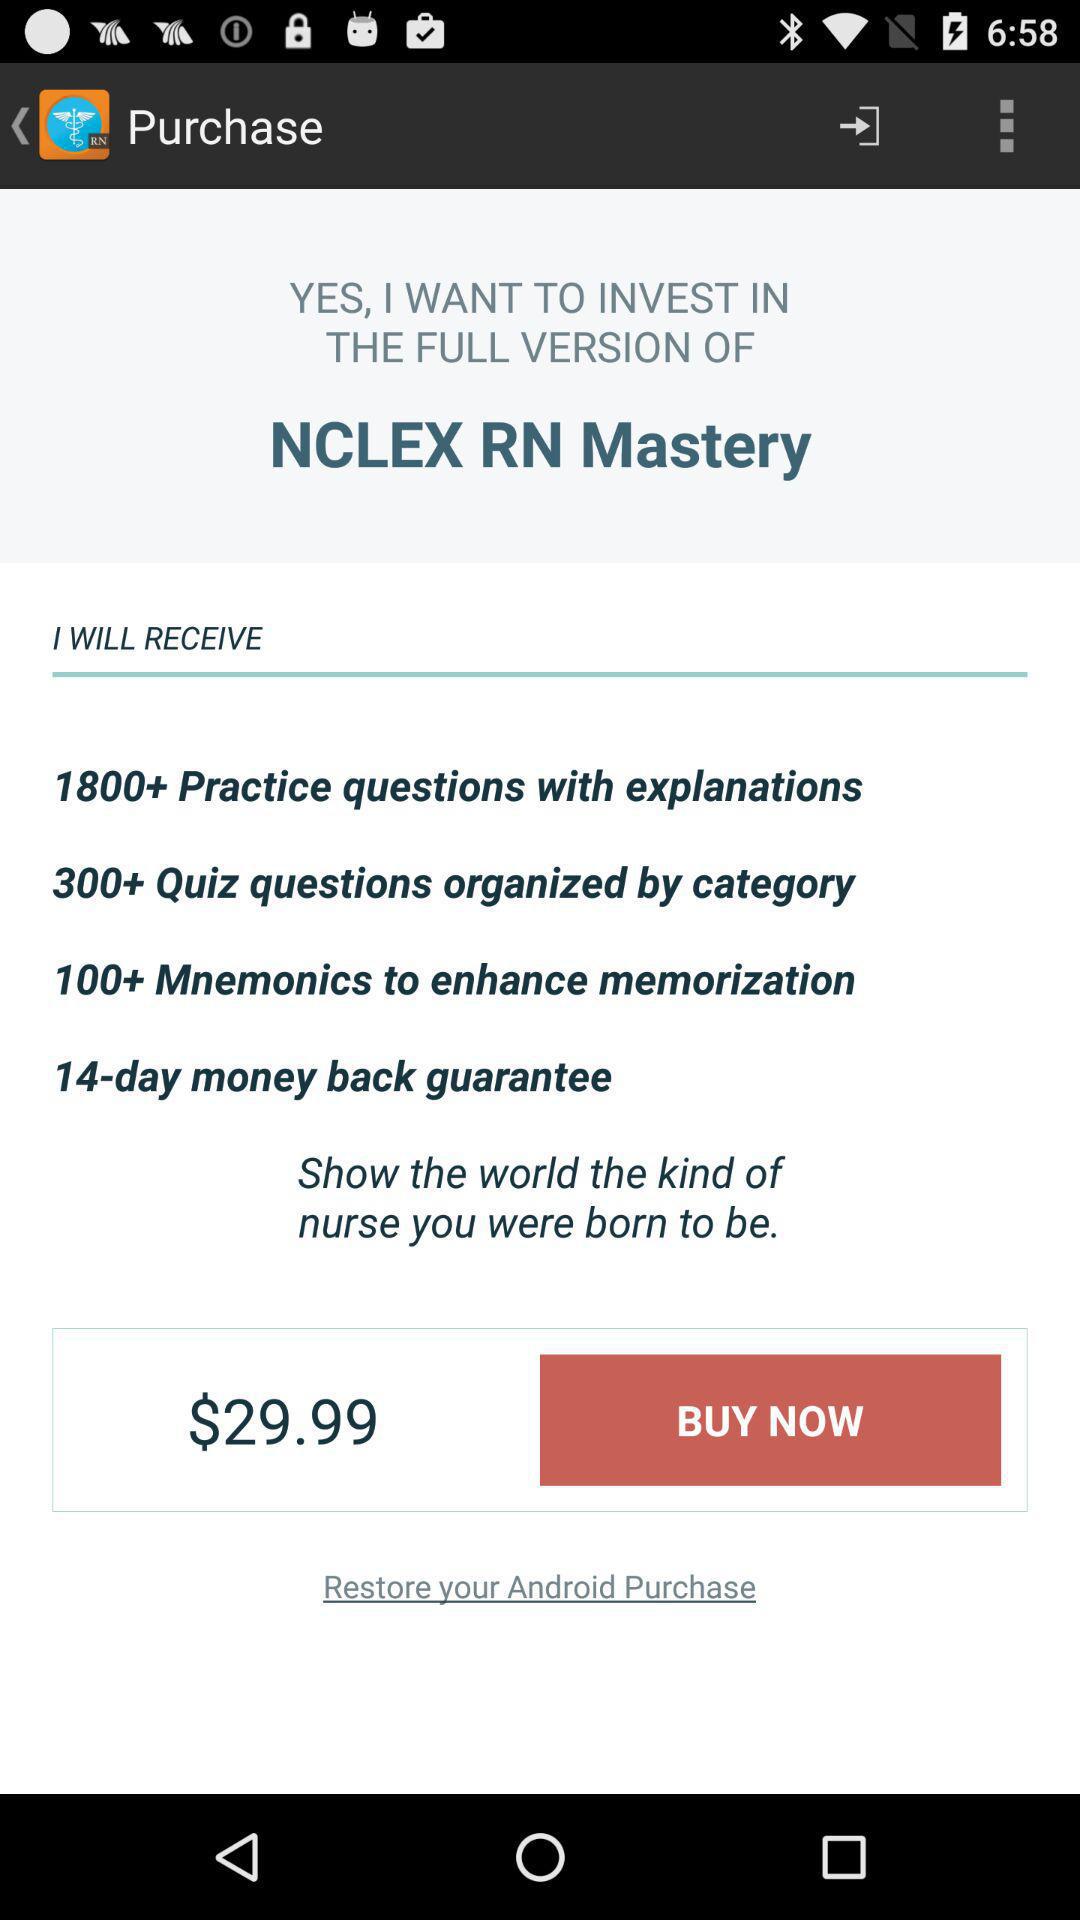 6:58
RN
Purchase
YES, I WANT TO INVEST IN
THE FULL VERSION OF
NCLEX RN Mastery
I WILL RECEIVE
1800+ Practice questions with explanations
300+ Quiz questions organized by category
100+ Mnemonics to enhance memorization
14-day money back guarantee
Show the world the kind of
nurse you were born to be.
$29.99
BUY NOW
Restore your Android Purchase